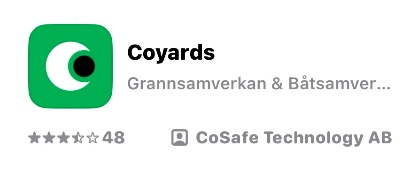 Coyards
Grannsamverkan & Båtsamver...
48 CoSafe Technology AB